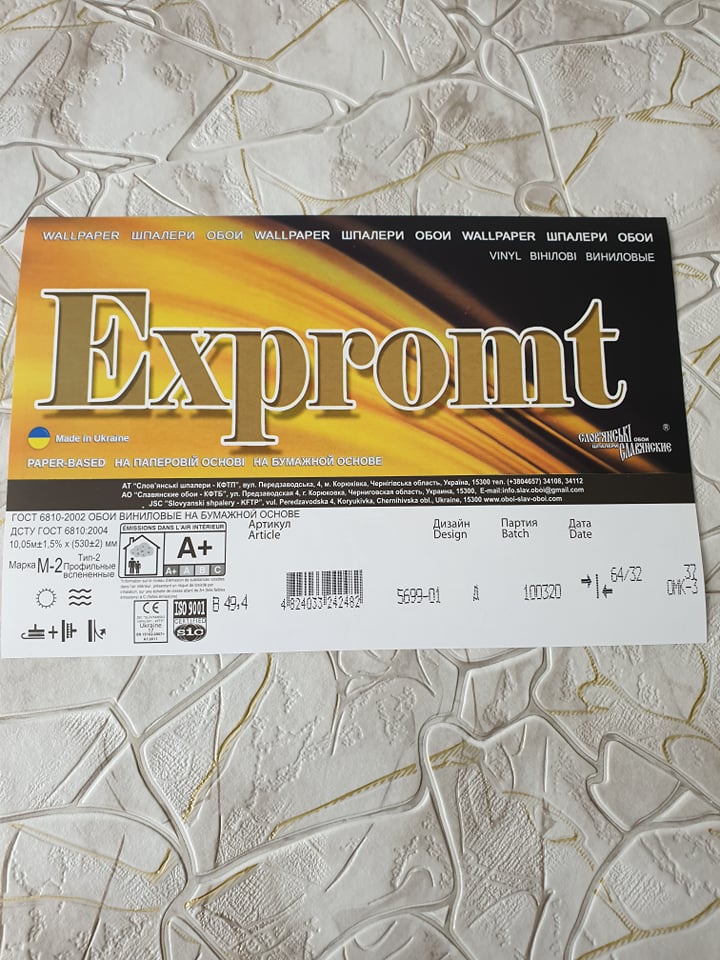 WALLPAPER ШПАЛЕРИ ОБОИ WALLPAPER ШПАЛЕРИ ОБОИ WALLPAPER ШПАЛЕРИ ОБОИ
VINYL ВІНІЛОВІ ВИНИЛОВЫЕ
Expromt
Made in Ukraine
СЛОВ'ЯНСЬКІ ОБОИ
ШПАЛЕРИ СЛАВЯНСКИЕ ®
PAPER-BASED НА ПАПЕРОВІЙ ОСНОВІ НА БУМАЖНОЙ ОСНОВЕ
АТ "Слов'янські шпалери - КФТП", вул. Передзаводська, 4, м. Корюківка, Чернігівська область, Україна, 15300 тел. (+3804657) 34108, 34112
АО "Славянские обои - КФТБ", ул. Предзаводская 4, г. Корюковка, Черниговская область, Украина, 15300, E-mail:info.slav.oboi@gmail.com
JSC "Slovyanski shpalery - KFTP", vul. Peredzavodska 4, Koryukivka, Chernihivska obl., Ukraine, 15300 www.oboi-slav-oboi.com
ГОСТ 6810-2002 ОБОИ ВИНИЛОВЫЕ НА БУМАЖНОЙ ОСНОВЕ
ДСТУ ГОСТ 6810:2004
10,05м±1,5% x (530±2) мм
Марка М-2 Тип-2
Профильные
вспененные
ÉMISSIONS DANS L'AIR INTÉRIEUR
A+
A+ A B C
Артикул
Article
Дизайн
Design
Партия
Batch
Дата
Date
CE
Ukraine
ISO 9001
CERTIFIED
sic
В 49,4
4 824033 242482
5699-01
Д
100320
64/32
37
ОМК-3